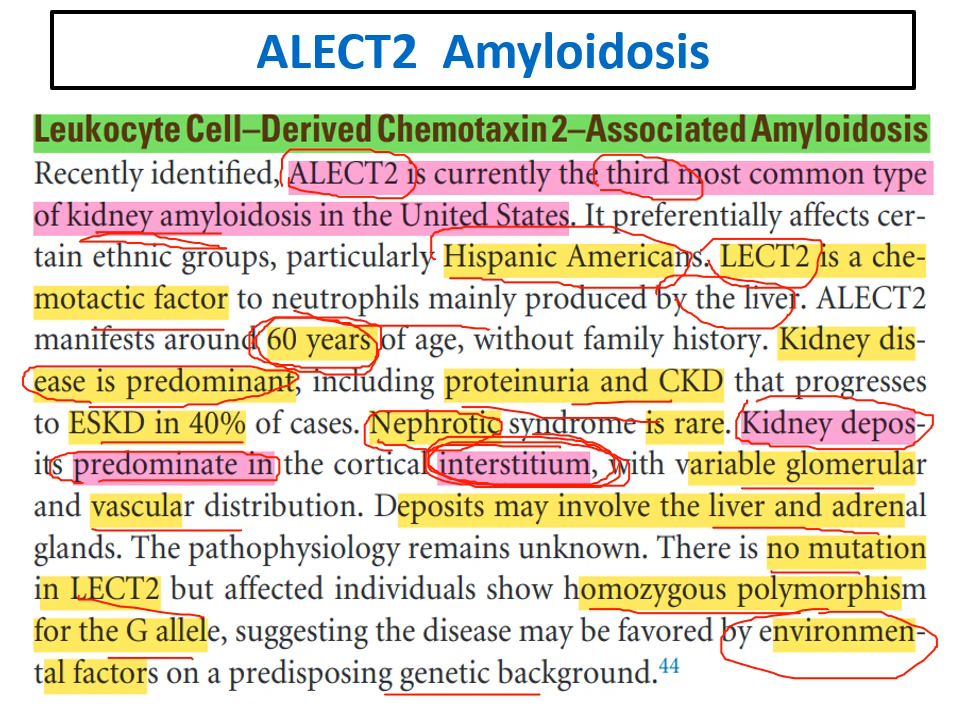 ALECT2 Amyloidosis
Leukocyte Cell–Derived Chemotaxin 2–Associated Amyloidosis
Recently identified, ALECT2 is currently the third most common type
of kidney amyloidosis in the United States. It preferentially affects cer-
tain ethnic groups, particularly Hispanic Americans. LECT2 is a che-
motactic factor to neutrophils mainly produced by the liver. ALECT2
manifests around 60 years of age, without family history. Kidney dis-
ease is predominant, including proteinuria and CKD that progresses
to ESKD in 40% of cases. Nephrotic syndrome is rare. Kidney depos-
its predominate in the cortical interstitium, with variable glomerular
and vascular distribution. Deposits may involve the liver and adrenal
glands. The pathophysiology remains unknown. There is no mutation
in LECT2 but affected individuals show homozygous polymorphism
for the G allele, suggesting the disease may be favored by environmen-
tal factors on a predisposing genetic background.44